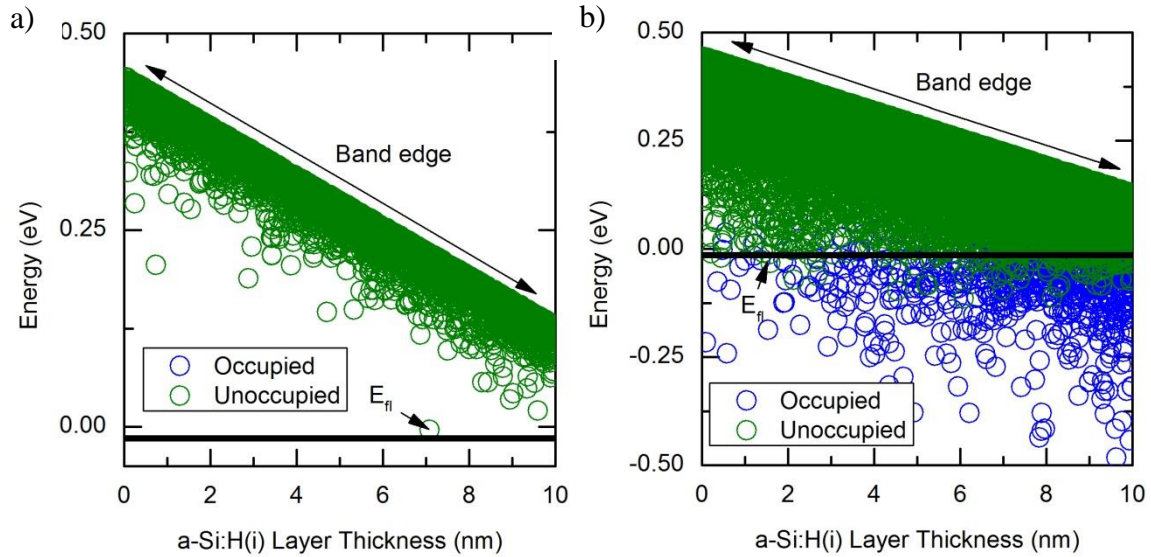 a)
0.50
0.25
0.00
Energy (eV)
Band edge
Occupied
Unoccupied
E_fl
0 2 4 6 8 10
a-Si:H(i) Layer Thickness (nm)
b)
0.50
0.25
0.00
-0.25
-0.50
Energy (eV)
Band edge
E_fl
Occupied
Unoccupied
0 2 4 6 8 10
a-Si:H(i) Layer Thickness (nm)